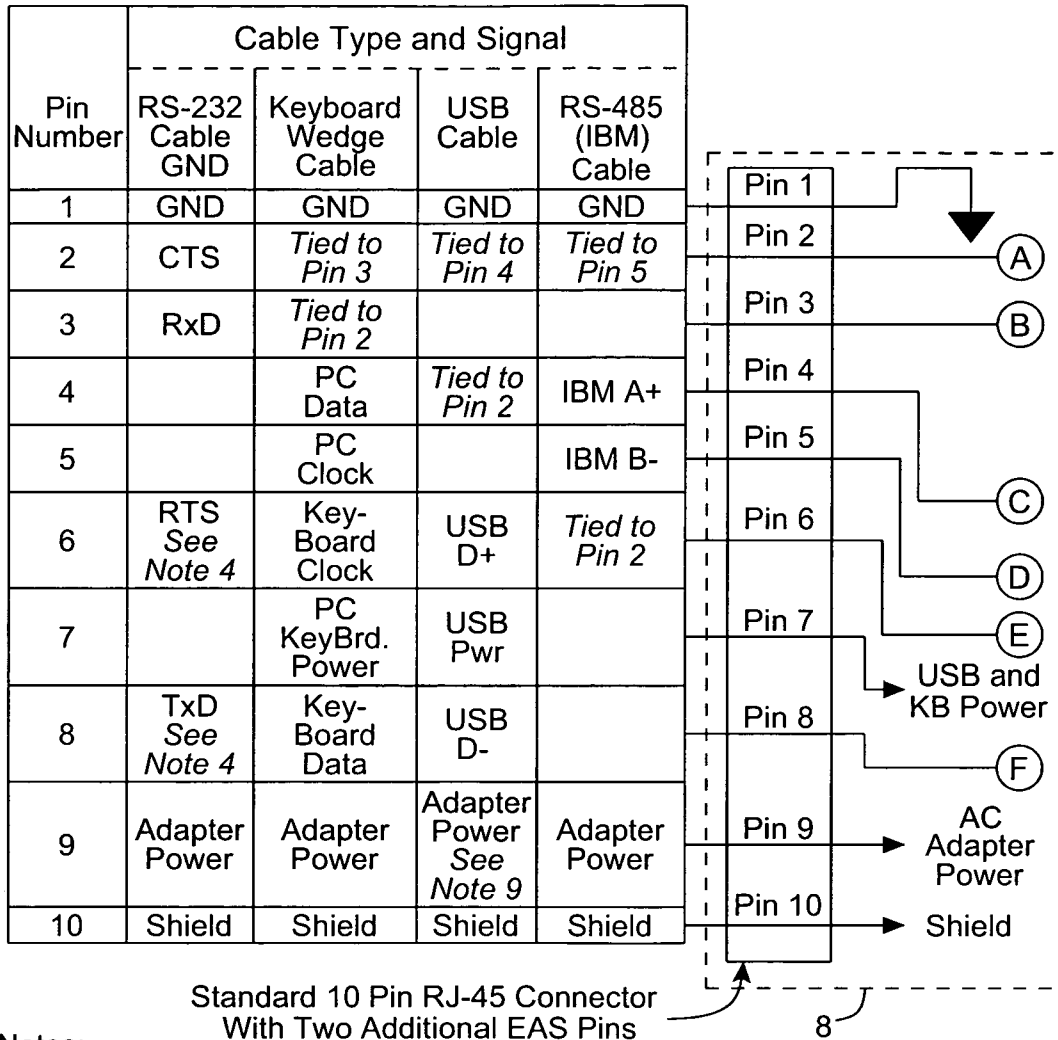 Cable Type and Signal
Pin
Number
RS-232
Cable
GND
Keyboard
Wedge
Cable
USB
Cable
RS-485
(IBM)
Cable
1 GND GND GND GND
2 CTS Tied to Pin 3 Tied to Pin 4 Tied to Pin 5
3 RxD Tied to Pin 2
4 PC Data Tied to Pin 2 IBM A+
5 PC Clock IBM B-
6 RTS See Note 4 Key-Board Clock USB D+ Tied to Pin 2
7 PC KeyBrd. Power USB Pwr
8 TxD See Note 4 Key-Board Data USB D-
9 Adapter Power Adapter Power Adapter Power See Note 9 Adapter Power
10 Shield Shield Shield Shield
Pin 1
Pin 2
A
Pin 3
B
Pin 4
C
Pin 5
D
Pin 6
E
Pin 7
USB and
KB Power
Pin 8
F
Pin 9
AC
Adapter
Power
Pin 10
Shield
Standard 10 Pin RJ-45 Connector
With Two Additional EAS Pins
8